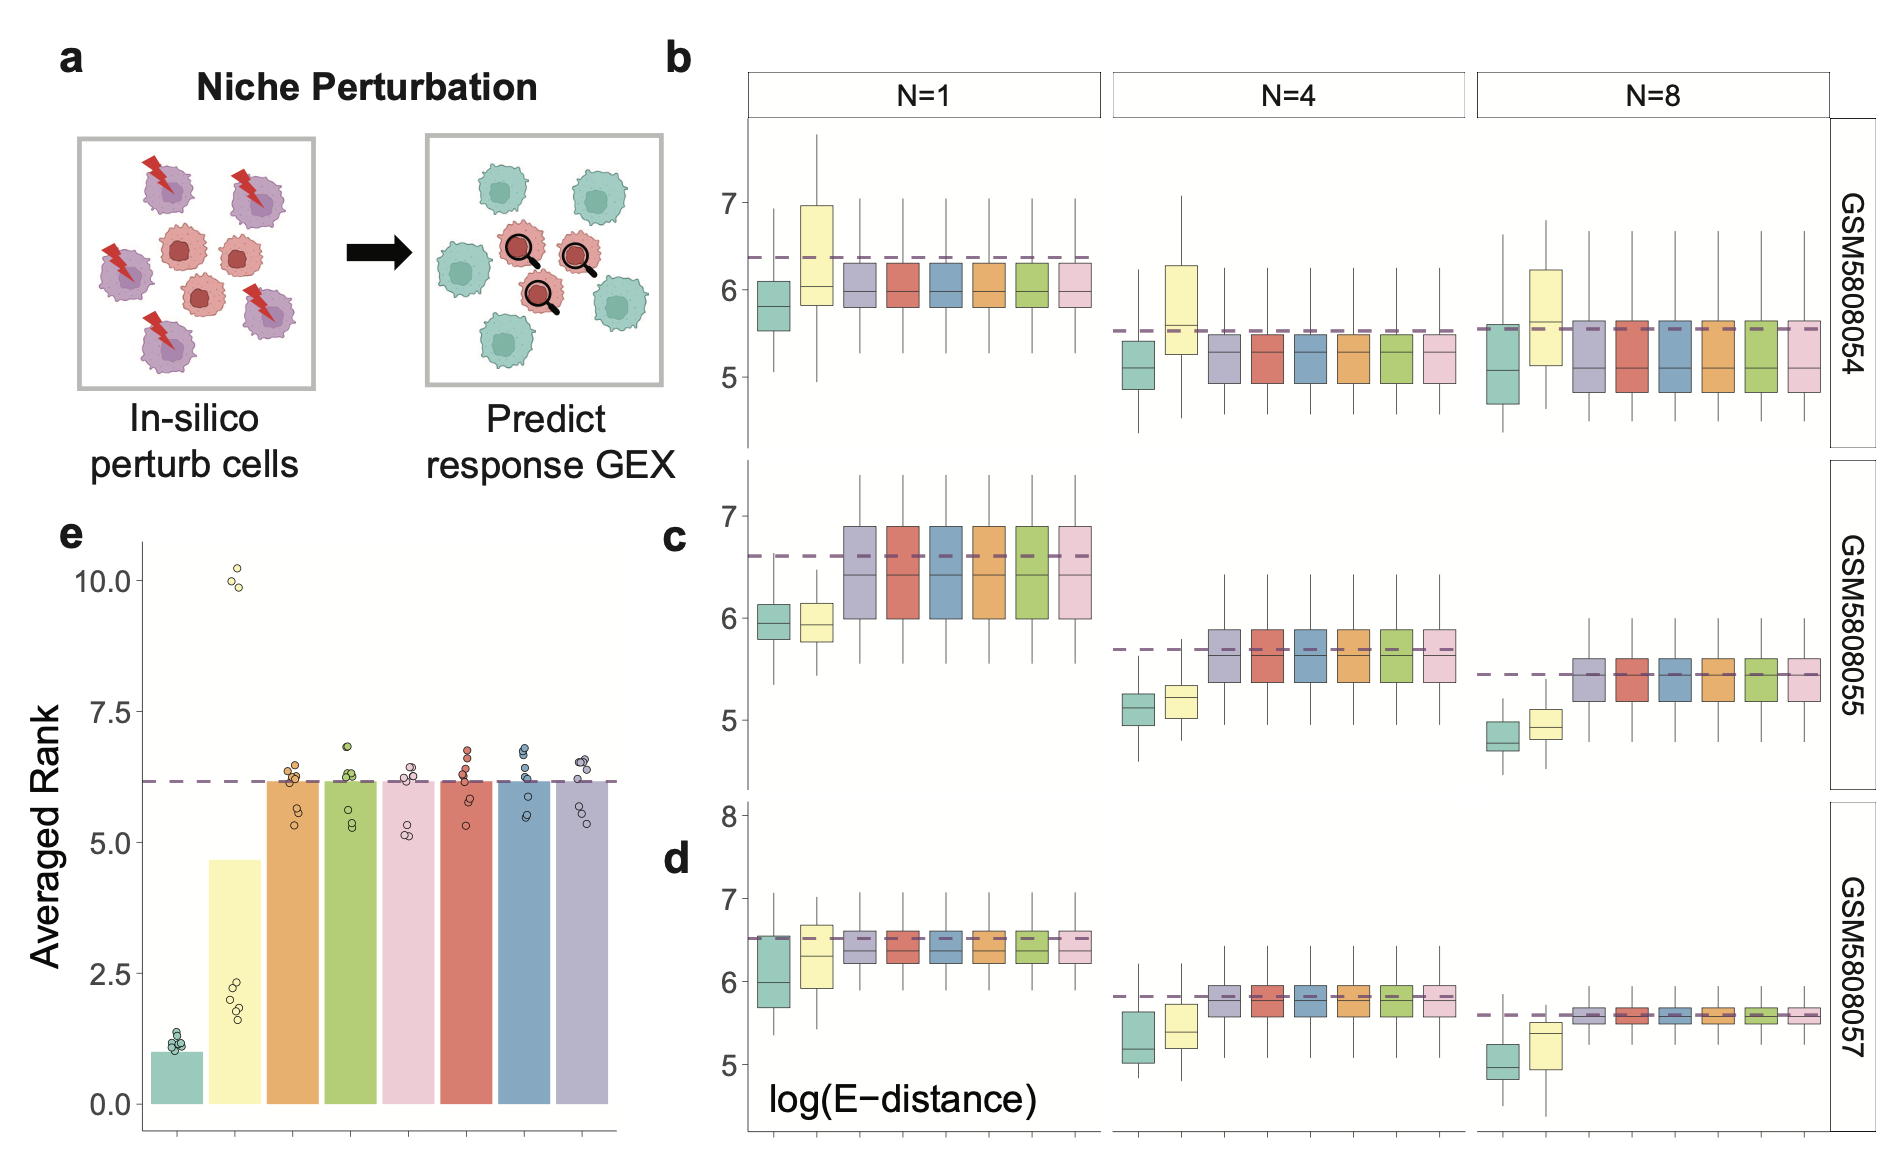 a
Niche Perturbation
In-silico
perturb cells
Predict
response GEX
b
N=1
N=4
N=8
7
6
5
GSM5808054
c
7
6
5
GSM5808055
d
8
7
6
5
log(E−distance)
GSM5808057
e
Averaged Rank
10.0
7.5
5.0
2.5
0.0